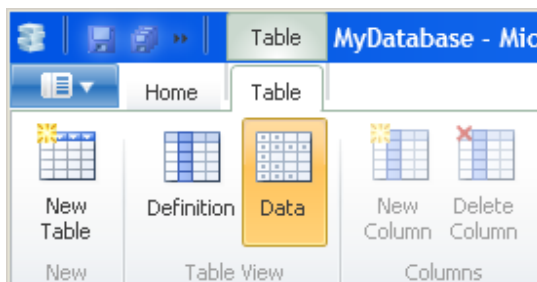 Table MyDatabase - Mic
Home Table
New Table Definition Data New Column Delete Column
New Table View Columns